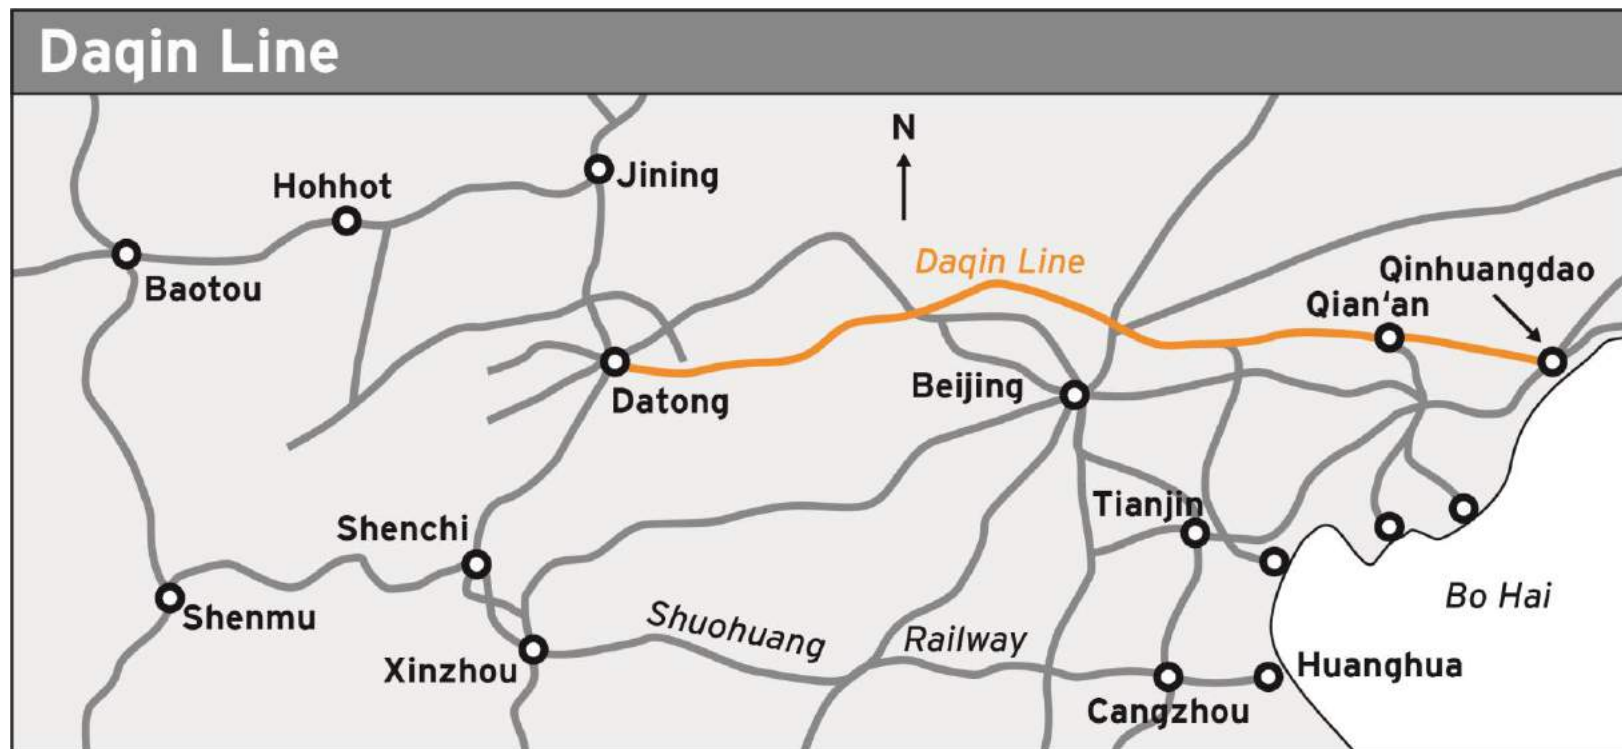 Daqin Line
N
Jining
Hohhot
Daqin Line
Qinhuangdao
Baotou
Qian‘an
Beijing
Datong
Tianjin
Shenchi
Bo Hai
Shenmu
Shuohuang Railway
Xinzhou
Huanghua
Cangzhou